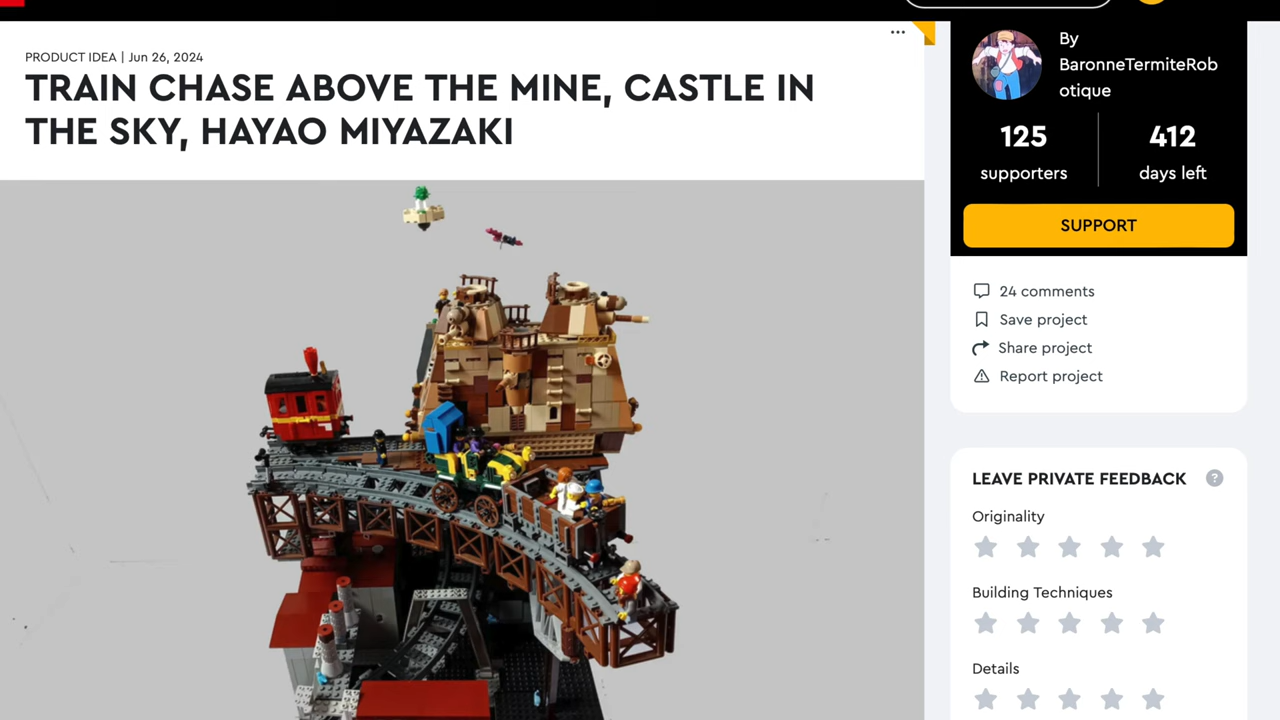 PRODUCT IDEA | Jun 26, 2024
TRAIN CHASE ABOVE THE MINE, CASTLE IN
THE SKY, HAYAO MIYAZAKI
By
BaronneTermiteRob
otique
125
supporters
412
days left
SUPPORT
24 comments
Save project
Share project
Report project
LEAVE PRIVATE FEEDBACK ?
Originality
Building Techniques
Details